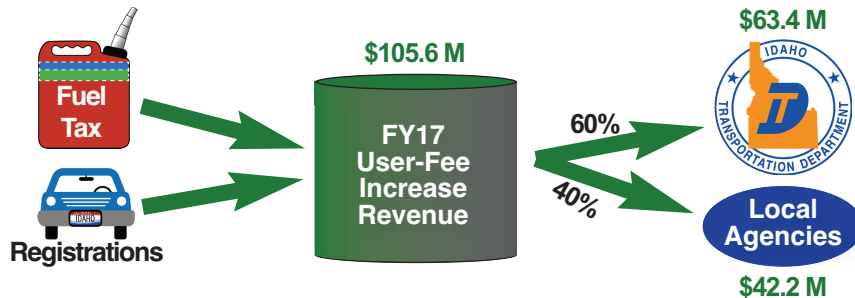 Fuel
Tax
IDAHO
Registrations
$105.6 M
FY17
User-Fee
Increase
Revenue
60%
40%
$63.4 M
IDAHO
TRANSPORTATION DEPARTMENT
IT
D
Local
Agencies
$42.2 M